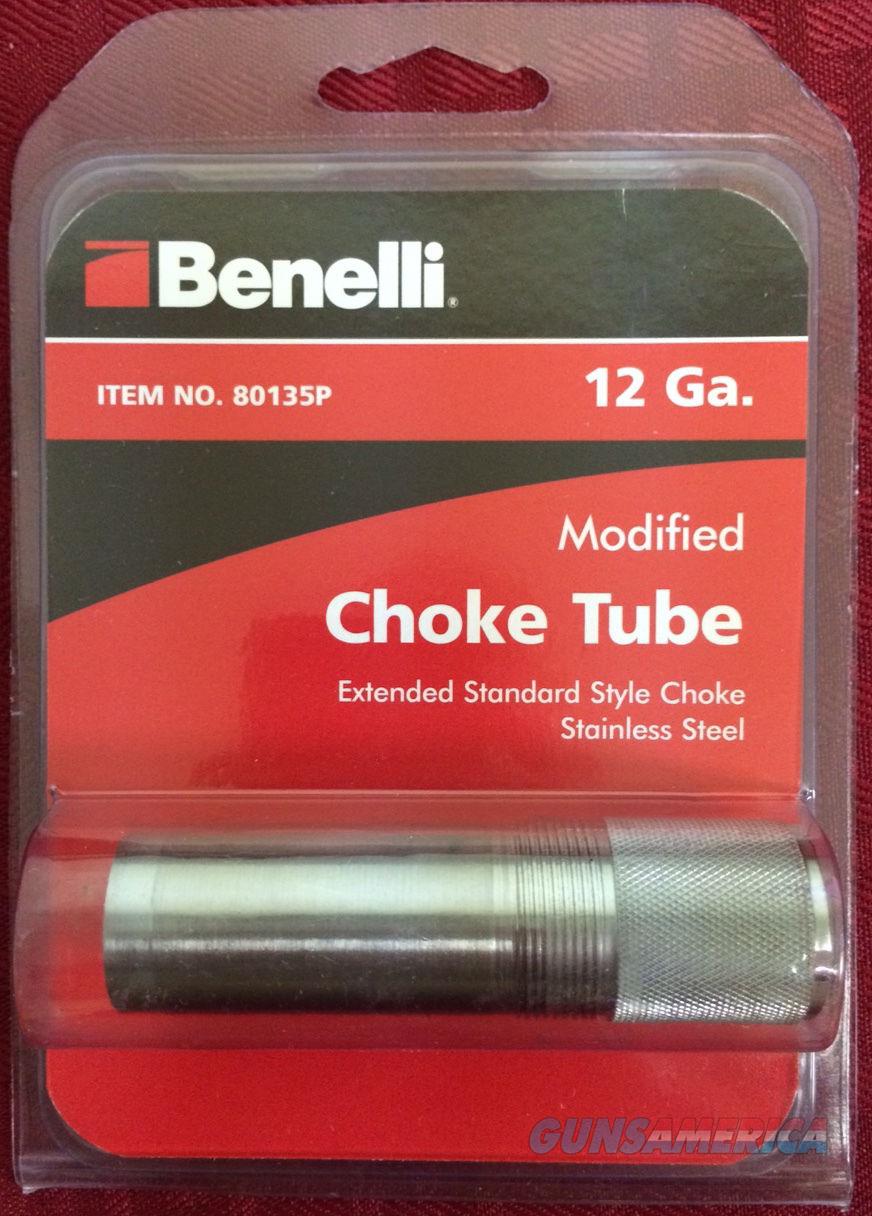 Benelli®
ITEM NO. 80135P
12 Ga.
Modified
Choke Tube
Extended Standard Style Choke
Stainless Steel
GUNSAMERICA